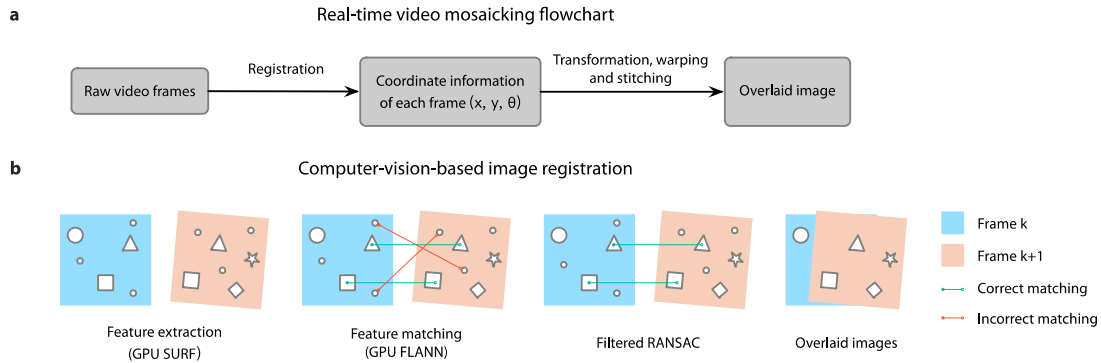 a
Real-time video mosaicking flowchart
Raw video frames
Registration
Coordinate information
of each frame (x, y, θ)
Transformation, warping
and stitching
Overlaid image
b
Computer-vision-based image registration
Feature extraction
(GPU SURF)
Feature matching
(GPU FLANN)
Filtered RANSAC
Overlaid images
Frame k
Frame k+1
Correct matching
Incorrect matching